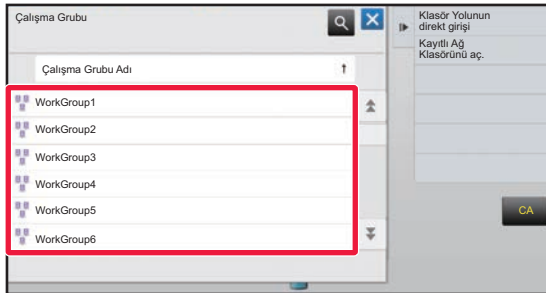 Çalışma Grubu
Çalışma Grubu Adı
WorkGroup1
WorkGroup2
WorkGroup3
WorkGroup4
WorkGroup5
WorkGroup6
Klasör Yolunun
direkt girişi
Kayıtlı Ağ
Klasörünü aç.
CA